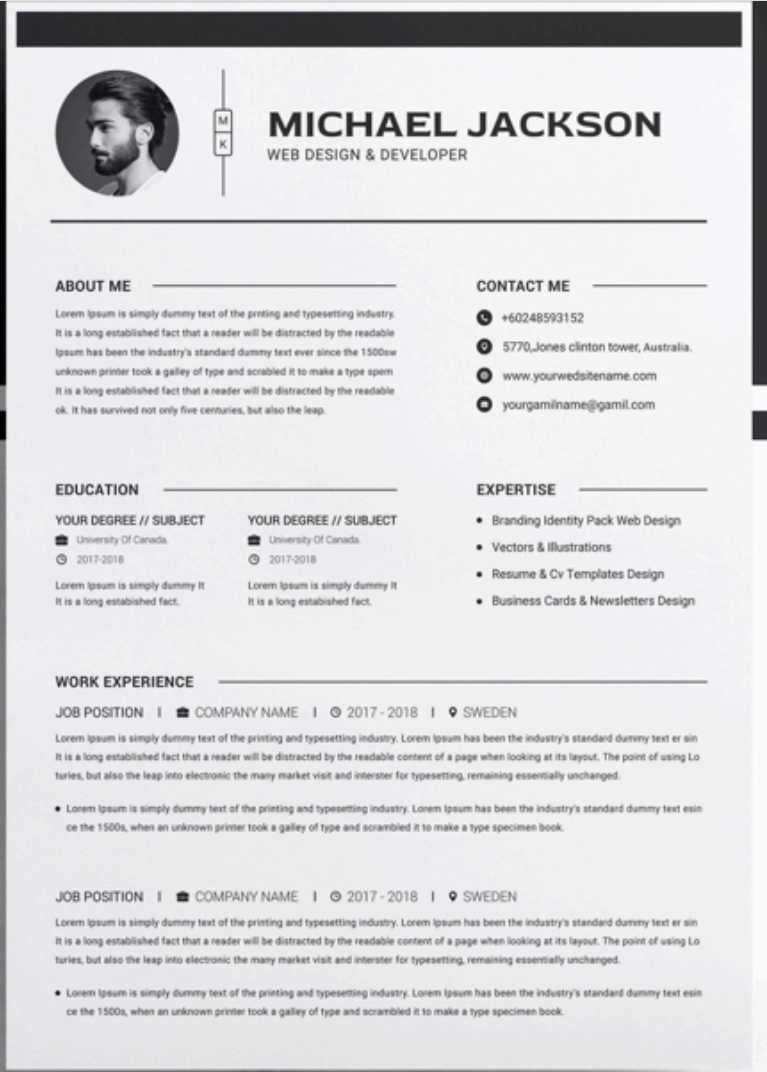 MICHAEL JACKSON
M
K
WEB DESIGN & DEVELOPER
ABOUT ME
Lorem Ipsum is simply dummy text of the prnting and typesetting industry.
It is a long established fact that a reader will be distracted by the readable
Ipsum has been the industry's standard dummy text ever since the 1500sw
unknown printer took a galley of type and scrabled it to make a type spem
It is a long established fact that a reader will be distracted by the readable
ok. It has survived not only five centuries, but also the leap.
CONTACT ME
+60248593152
5770,Jones clinton tower, Australia.
www.yourwedsitename.com
yourgamilname@gamil.com
EDUCATION
YOUR DEGREE // SUBJECT
University Of Canada.
2017-2018
Lorem Ipsum is simply dummy It
It is a long estabished fact.
YOUR DEGREE // SUBJECT
University Of Canada.
2017-2018
Lorem Ipsum is simply dummy It
It is a long estabished fact.
EXPERTISE
• Branding Identity Pack Web Design
• Vectors & Illustrations
• Resume & Cv Templates Design
• Business Cards & Newsletters Design
WORK EXPERIENCE
JOB POSITION | COMPANY NAME | 2017 - 2018 | SWEDEN
Lorem Ipsum is simply dummy text of the printing and typesetting industry. Lorem Ipsum has been the industry's standard dummy text er sin
It is a long established fact that a reader will be distracted by the readable content of a page when looking at its layout. The point of using Lo
turies, but also the leap into electronic the many market visit and interster for typesetting, remaining essentially unchanged.
• Lorem Ipsum is simply dummy text of the printing and typesetting industry. Lorem Ipsum has been the industry's standard dummy text esin
ce the 1500s, when an unknown printer took a galley of type and scrambled it to make a type specimen book.
JOB POSITION | COMPANY NAME | 2017 - 2018 | SWEDEN
Lorem Ipsum is simply dummy text of the printing and typesetting industry. Lorem Ipsum has been the industry's standard dummy text er sin
It is a long established fact that a reader will be distracted by the readable content of a page when looking at its layout. The point of using Lo
turies, but also the leap into electronic the many market visit and interster for typesetting, remaining essentially unchanged.
• Lorem Ipsum is simply dummy text of the printing and typesetting industry. Lorem Ipsum has been the industry's standard dummy text esin
ce the 1500s, when an unknown printer took a galley of type and scrambled it to make a type specimen book.